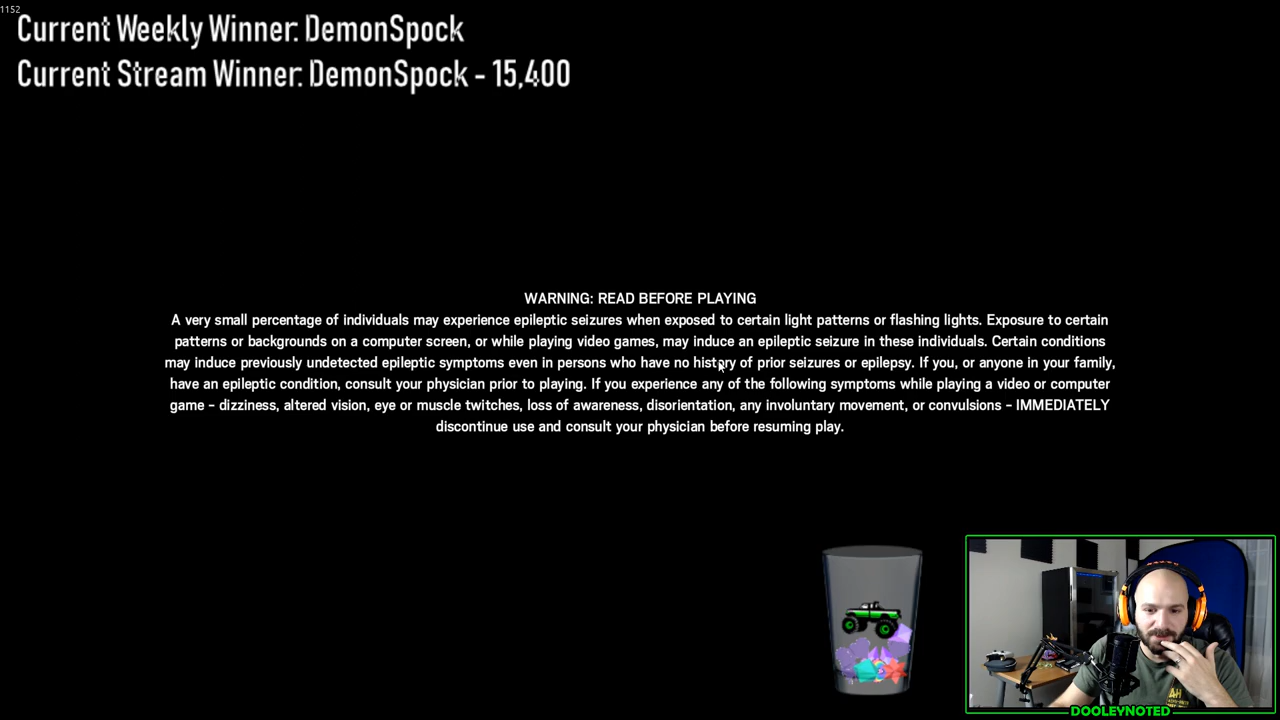 1152
Current Weekly Winner: DemonSpock
Current Stream Winner: DemonSpock - 15,400
WARNING: READ BEFORE PLAYING
A very small percentage of individuals may experience epileptic seizures when exposed to certain light patterns or flashing lights. Exposure to certain
patterns or backgrounds on a computer screen, or while playing video games, may induce an epileptic seizure in these individuals. Certain conditions
may induce previously undetected epileptic symptoms even in persons who have no history of prior seizures or epilepsy. If you, or anyone in your family,
have an epileptic condition, consult your physician prior to playing. If you experience any of the following symptoms while playing a video or computer
game - dizziness, altered vision, eye or muscle twitches, loss of awareness, disorientation, any involuntary movement, or convulsions - IMMEDIATELY
discontinue use and consult your physician before resuming play.
DOOLEYNOTED